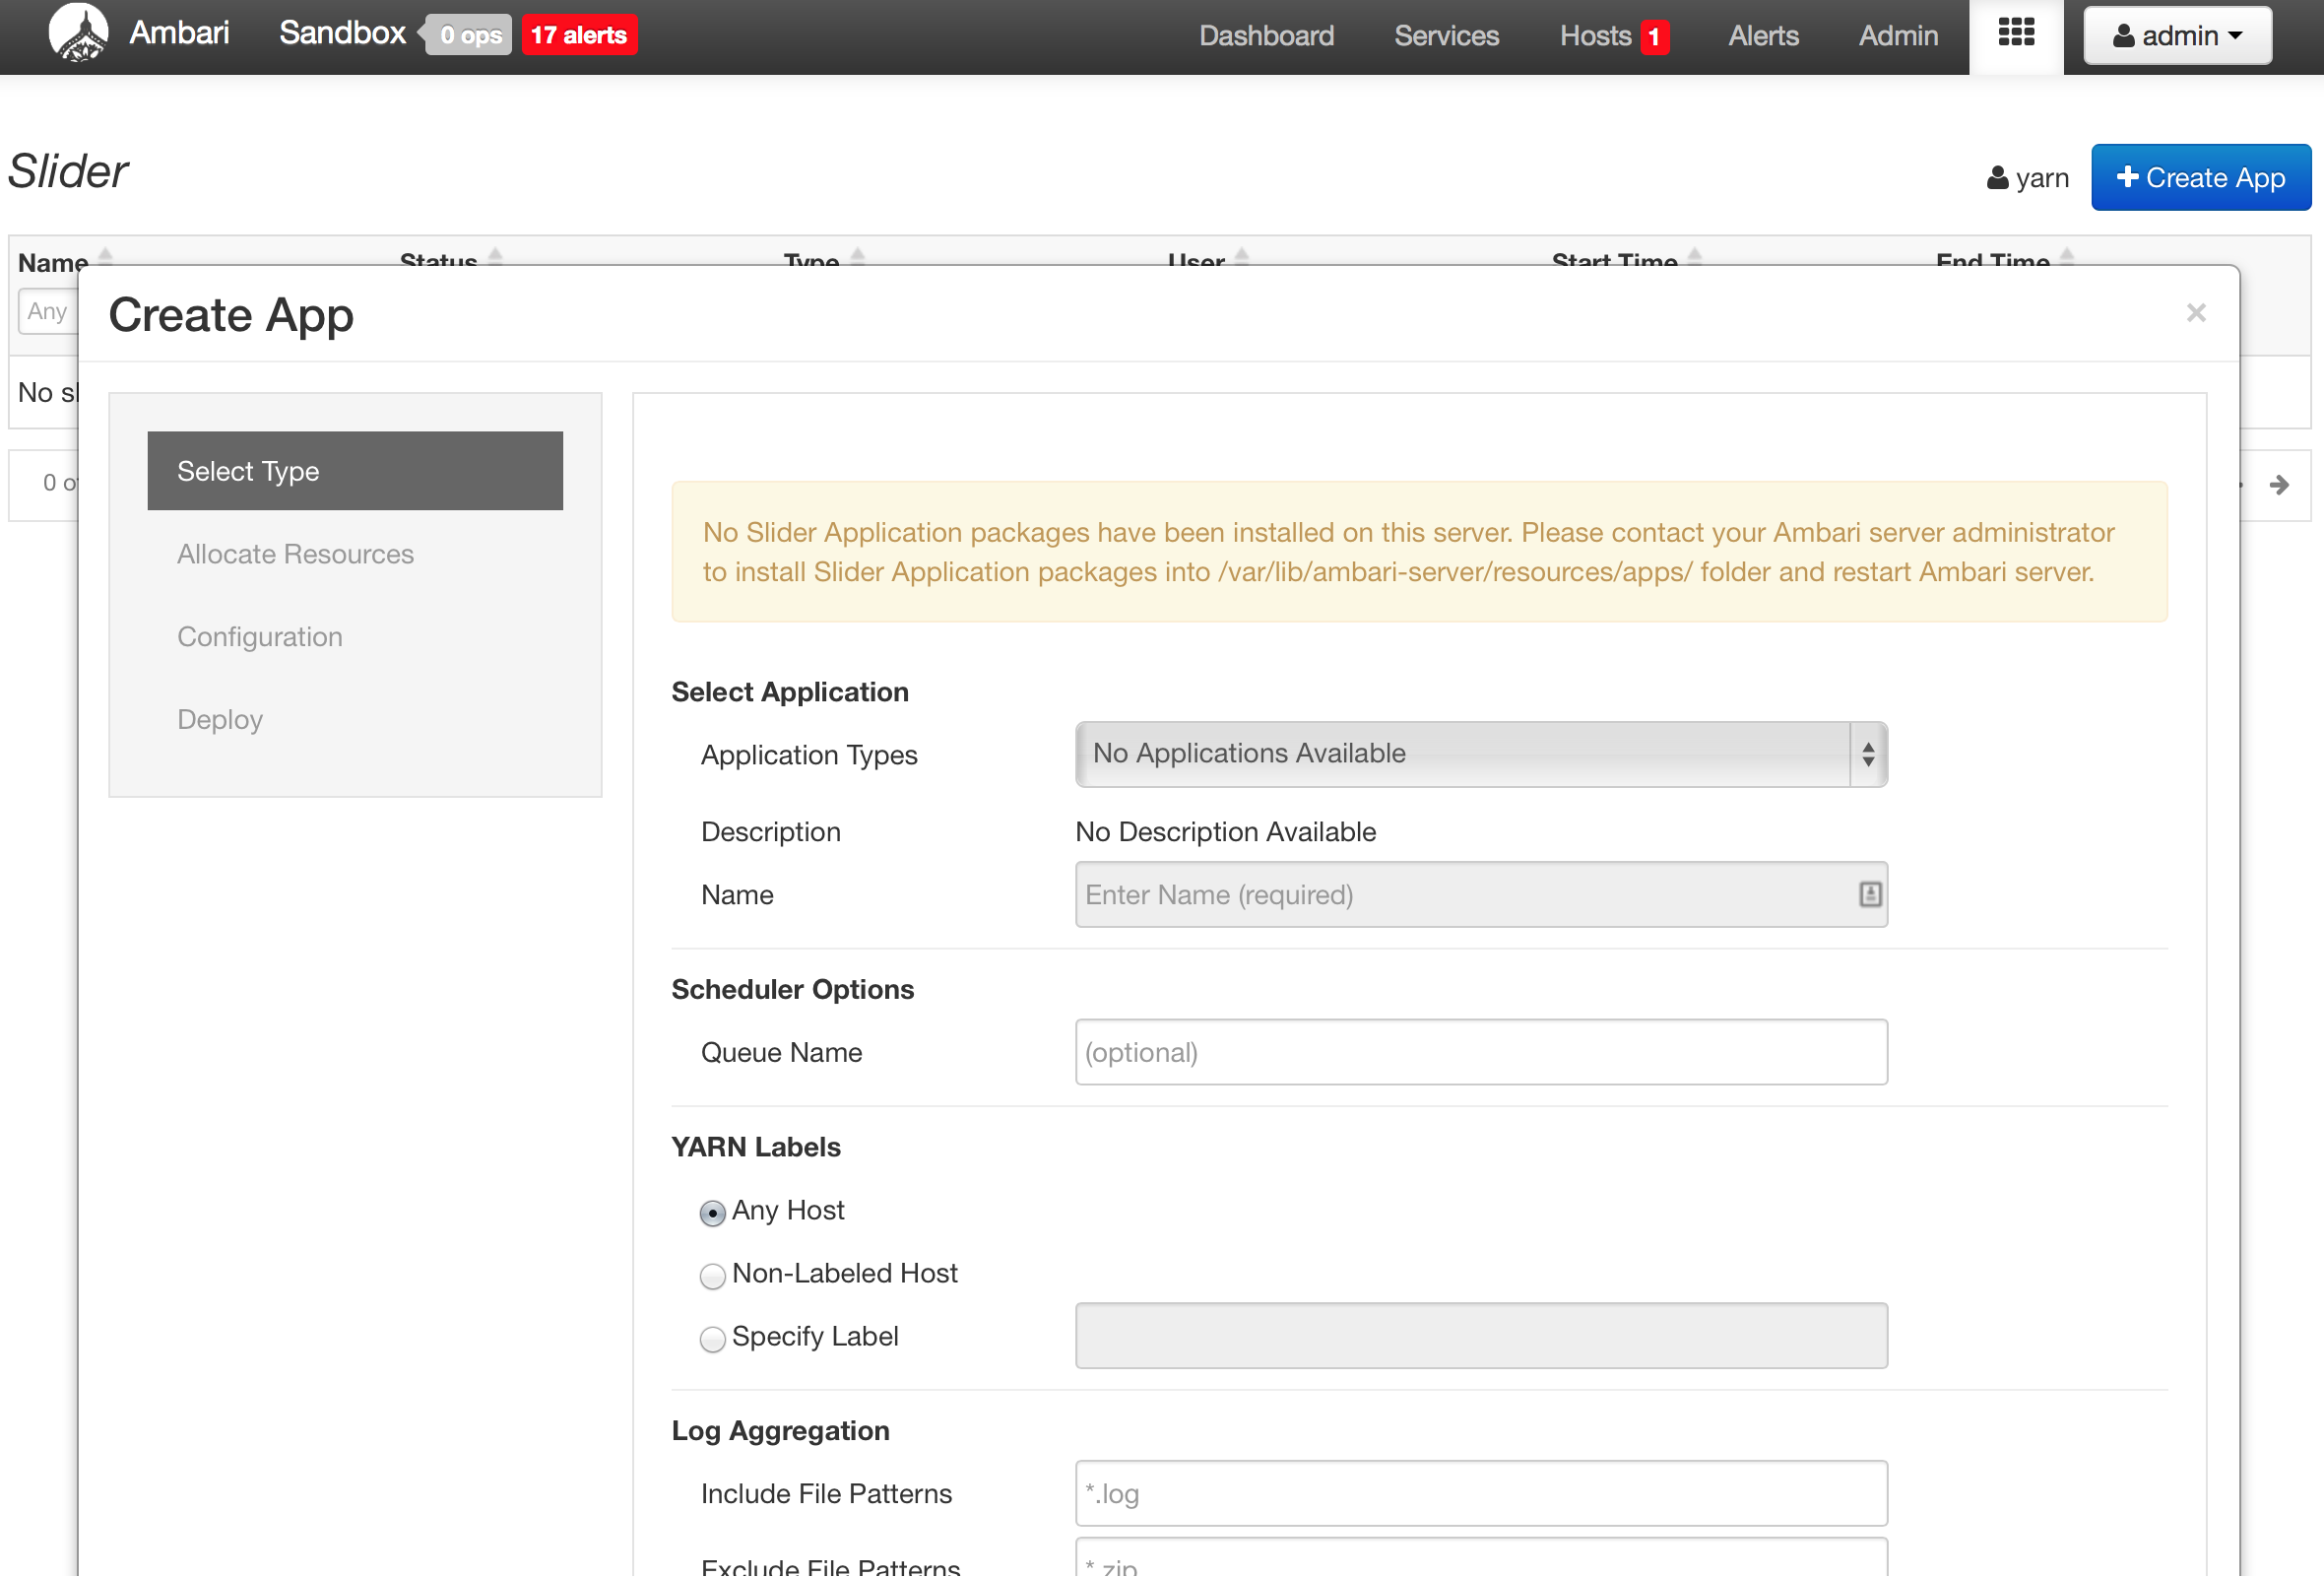 Ambari Sandbox 0 ops 17 alerts Dashboard Services Hosts 1 Alerts Admin admin
Slider yarn Create App
Name Status Type User Start Time End Time
Any
Create App ×
No
0
Select Type
Allocate Resources
Configuration
Deploy
No Slider Application packages have been installed on this server. Please contact your Ambari server administrator
to install Slider Application packages into /var/lib/ambari-server/resources/apps/ folder and restart Ambari server.
Select Application
Application Types No Applications Available
Description No Description Available
Name Enter Name (required)
Scheduler Options
Queue Name (optional)
YARN Labels
Any Host
Non-Labeled Host
Specify Label
Log Aggregation
Include File Patterns *.log
Exclude File Patterns *.zip